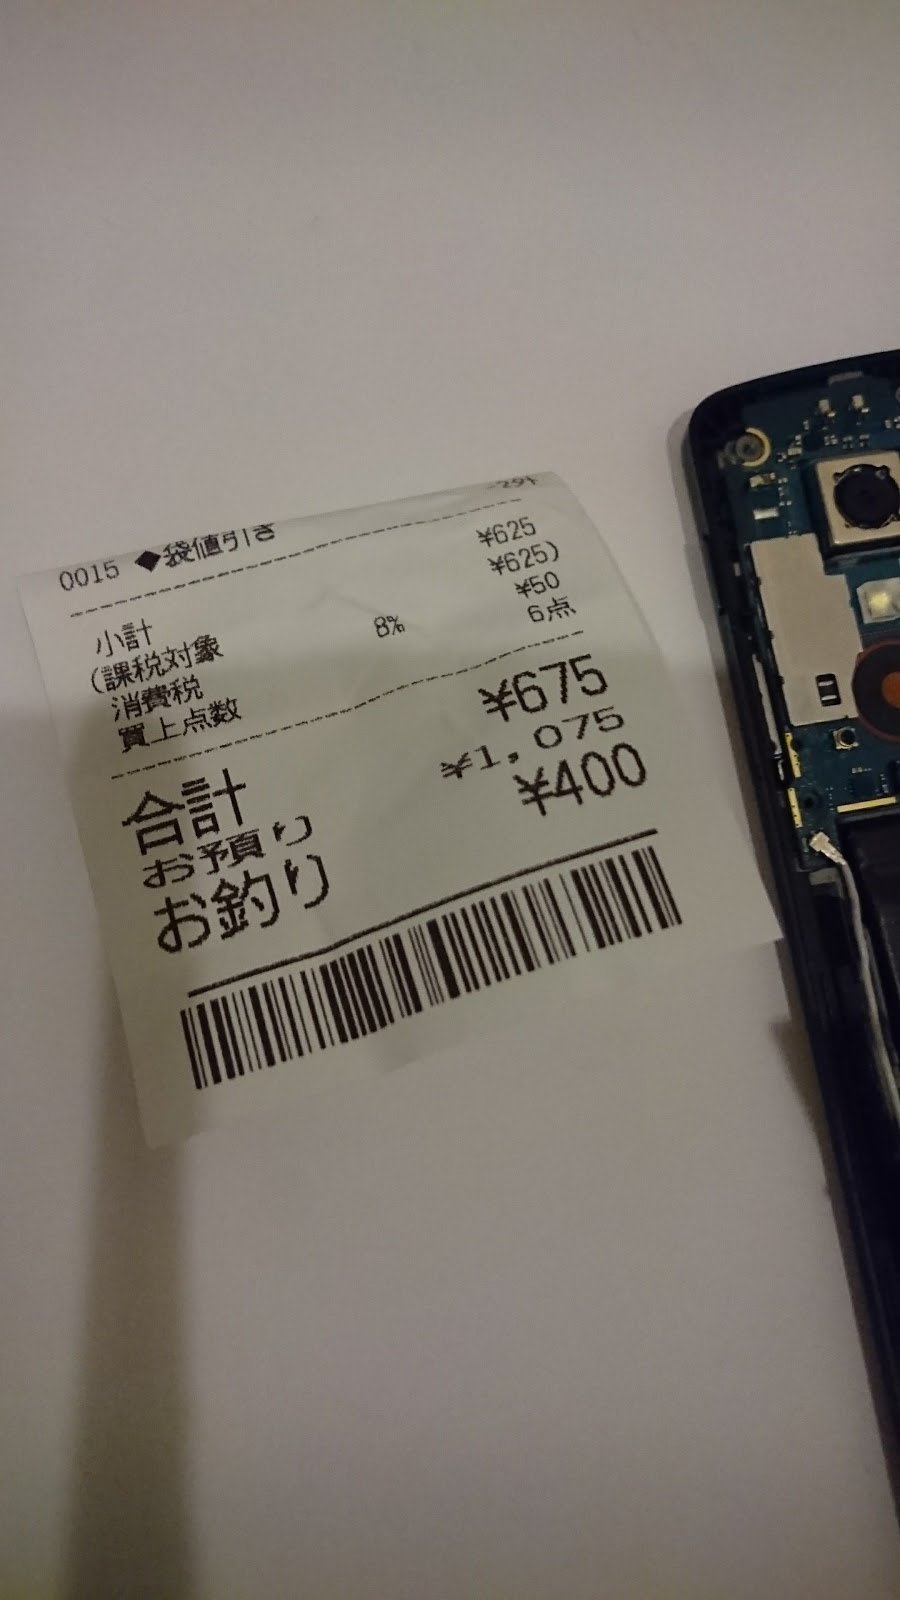 0015 ◆袋値引き
小計 ¥625
(課税対象 8% ¥625)
消費税 ¥50
買上点数 6点
合計 ¥675
お預り ¥1,075
お釣り ¥400